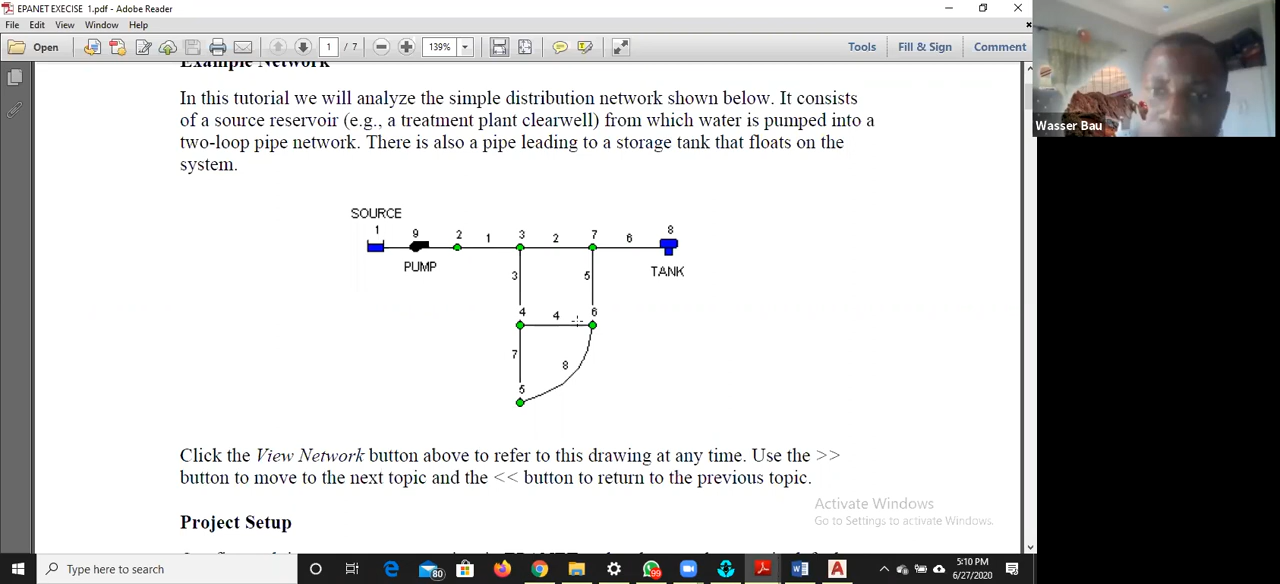 EPANET EXECISE 1.pdf - Adobe Reader
File Edit View Window Help
Open 1 / 7 139% Tools Fill & Sign Comment
Example Network
In this tutorial we will analyze the simple distribution network shown below. It consists
of a source reservoir (e.g., a treatment plant clearwell) from which water is pumped into a
two-loop pipe network. There is also a pipe leading to a storage tank that floats on the
system.
SOURCE
1 9 2 1 3 2 7 6 8
PUMP TANK
3 5
4 4 6
7 8
5
Click the View Network button above to refer to this drawing at any time. Use the >>
button to move to the next topic and the << button to return to the previous topic.
Project Setup
Wasser Bau
Activate Windows
Go to Settings to activate Windows.
Type here to search
80
99
5:10 PM
6/27/2020